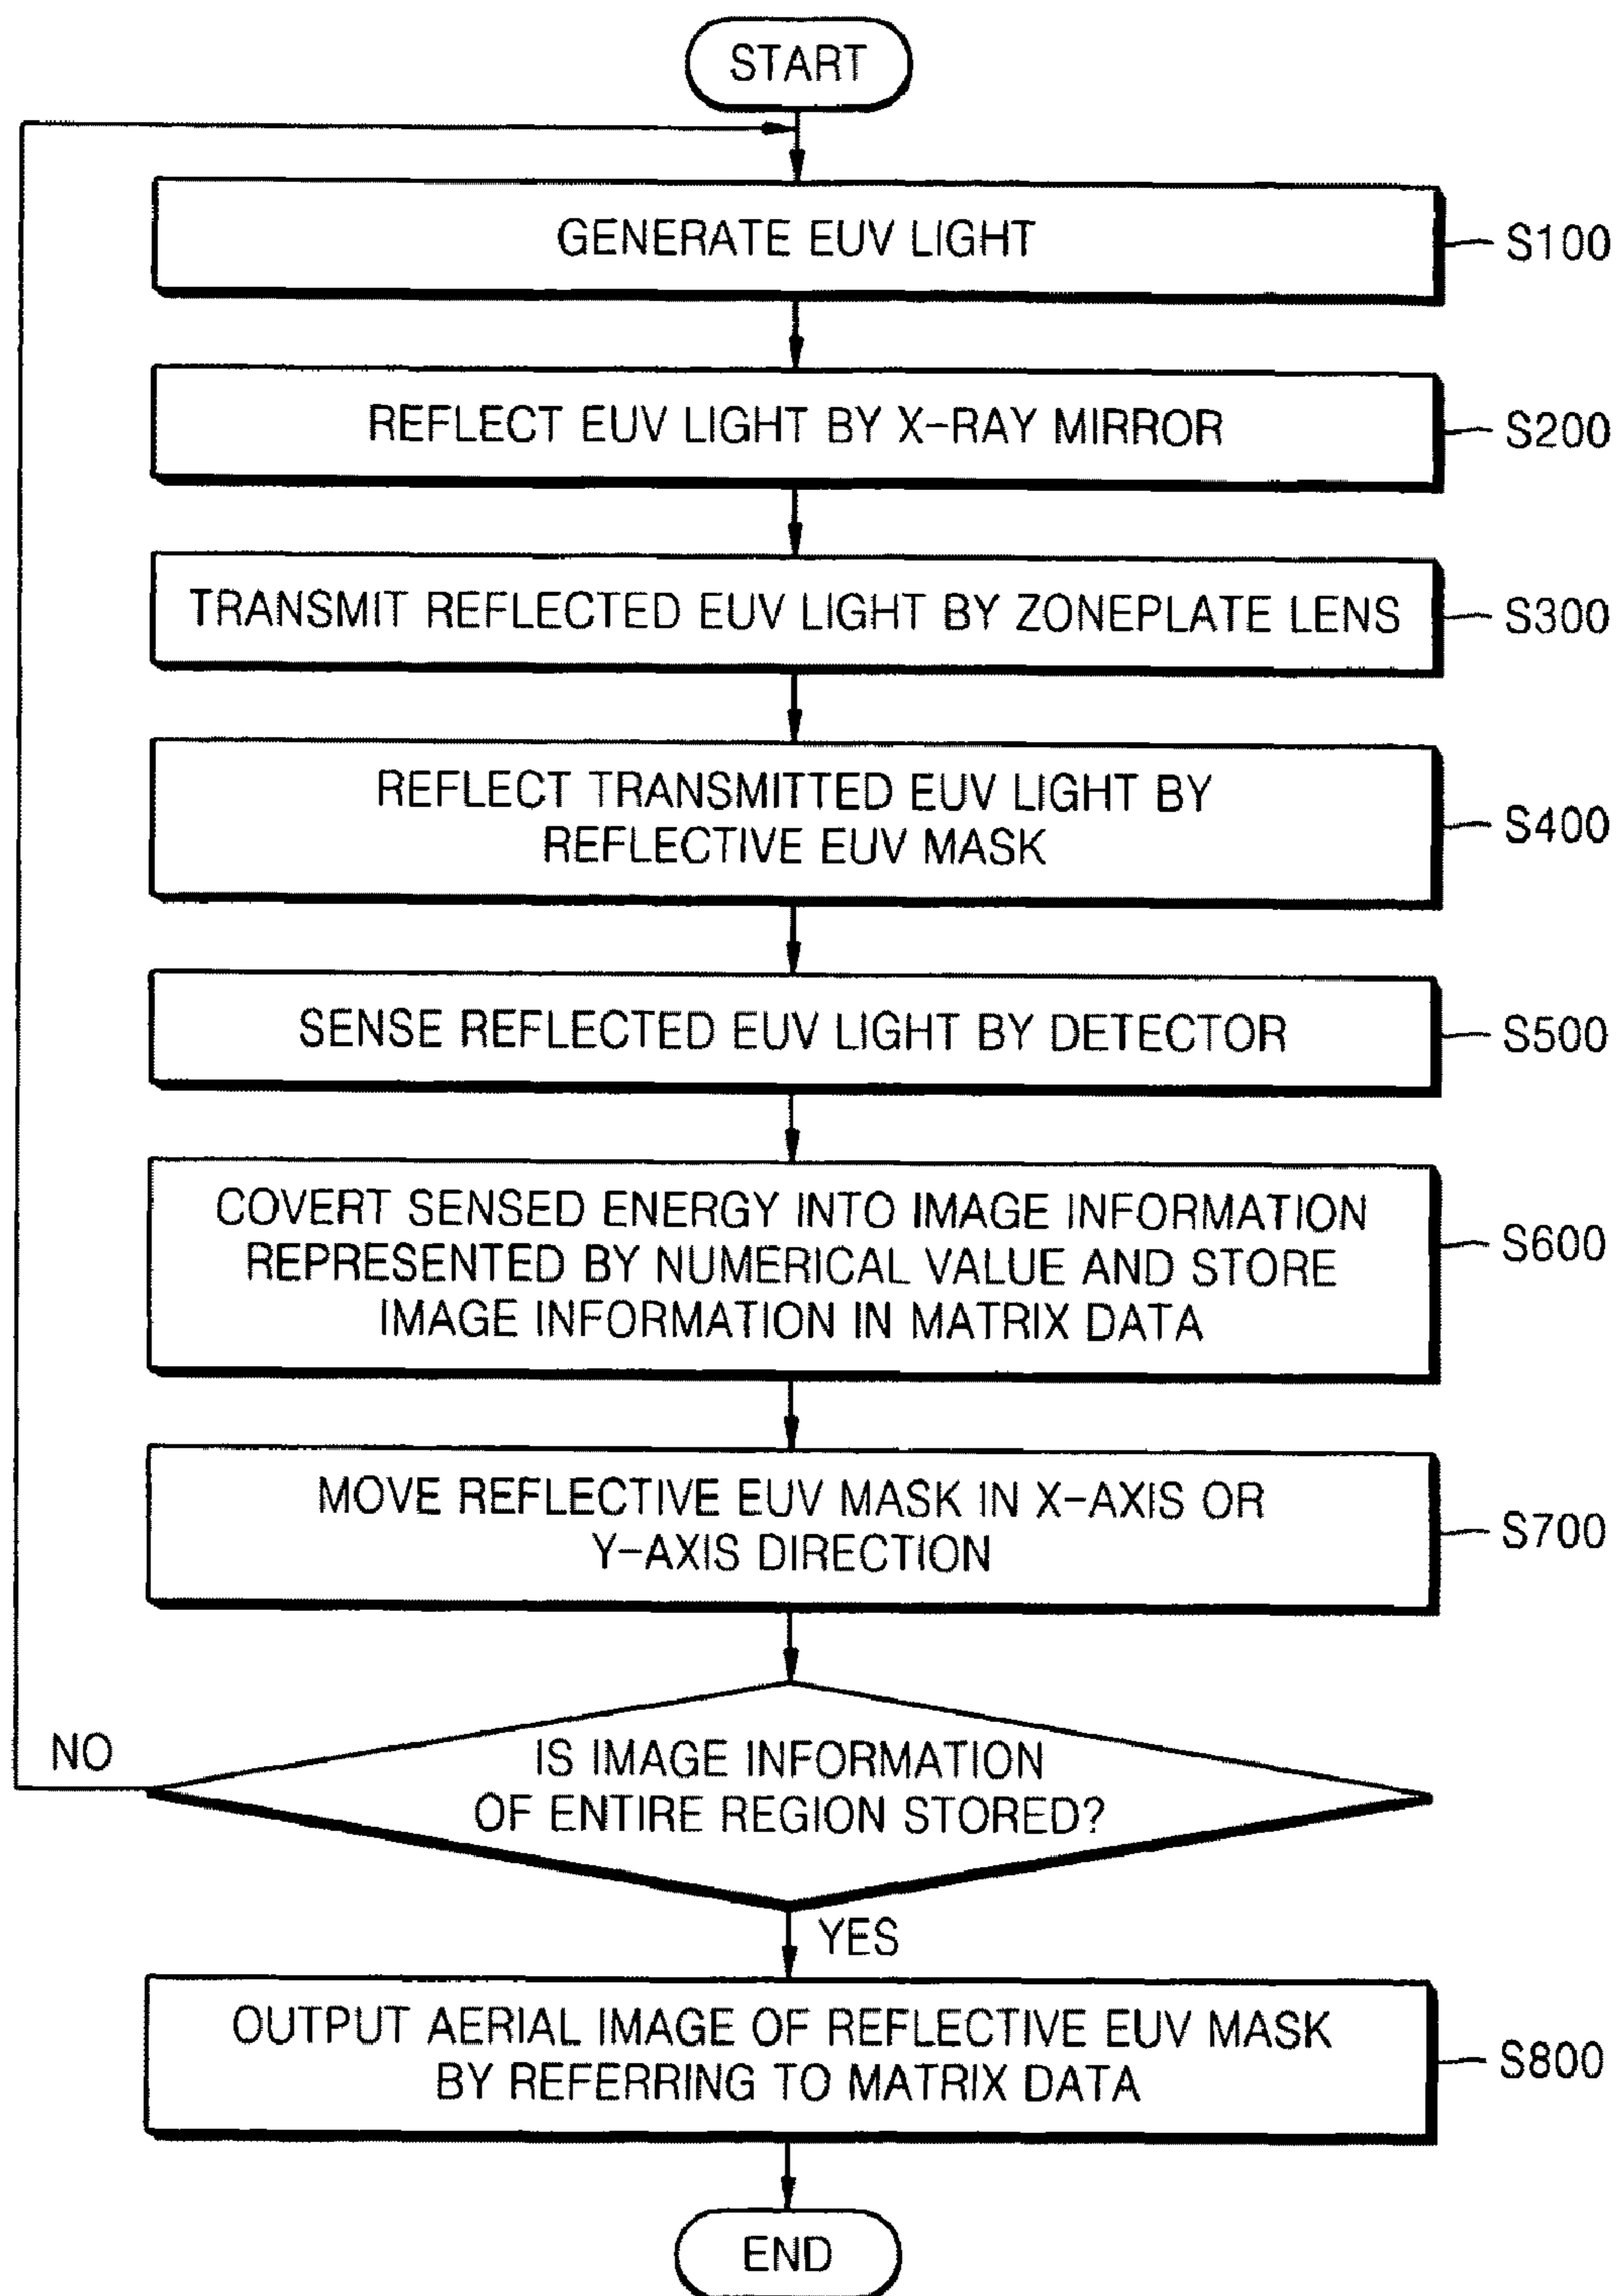 START
GENERATE EUV LIGHT
S100
REFLECT EUV LIGHT BY X-RAY MIRROR
S200
TRANSMIT REFLECTED EUV LIGHT BY ZONEPLATE LENS
S300
REFLECT TRANSMITTED EUV LIGHT BY
REFLECTIVE EUV MASK
S400
SENSE REFLECTED EUV LIGHT BY DETECTOR
S500
COVERT SENSED ENERGY INTO IMAGE INFORMATION
REPRESENTED BY NUMERICAL VALUE AND STORE
IMAGE INFORMATION IN MATRIX DATA
S600
MOVE REFLECTIVE EUV MASK IN X-AXIS OR
Y-AXIS DIRECTION
S700
NO
IS IMAGE INFORMATION
OF ENTIRE REGION STORED?
YES
OUTPUT AERIAL IMAGE OF REFLECTIVE EUV MASK
BY REFERRING TO MATRIX DATA
S800
END